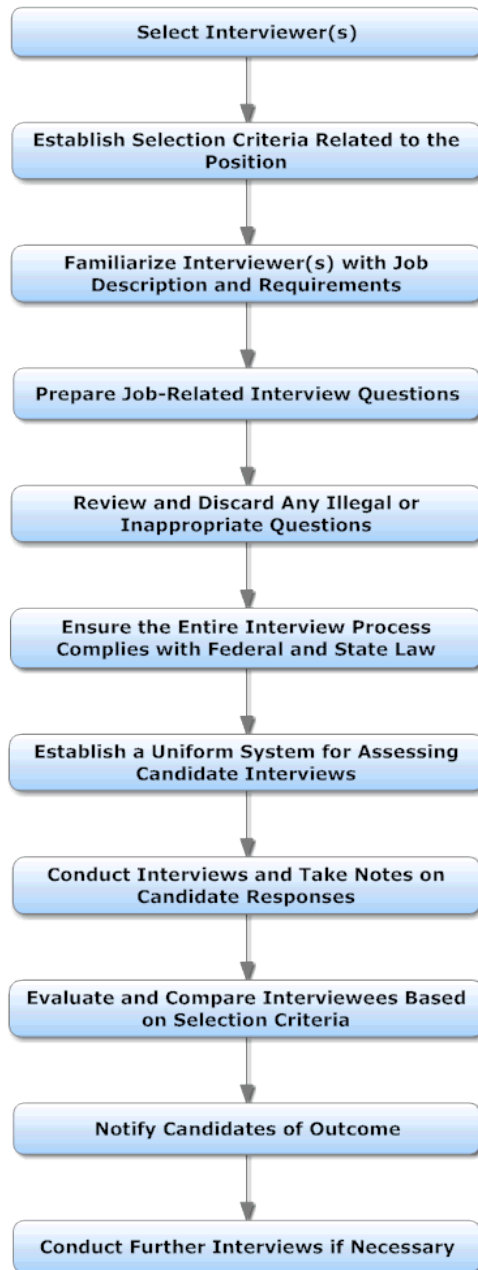 Select Interviewer(s)
Establish Selection Criteria Related to the
Position
Familiarize Interviewer(s) with Job
Description and Requirements
Prepare Job-Related Interview Questions
Review and Discard Any Illegal or
Inappropriate Questions
Ensure the Entire Interview Process
Complies with Federal and State Law
Establish a Uniform System for Assessing
Candidate Interviews
Conduct Interviews and Take Notes on
Candidate Responses
Evaluate and Compare Interviewees Based
on Selection Criteria
Notify Candidates of Outcome
Conduct Further Interviews if Necessary